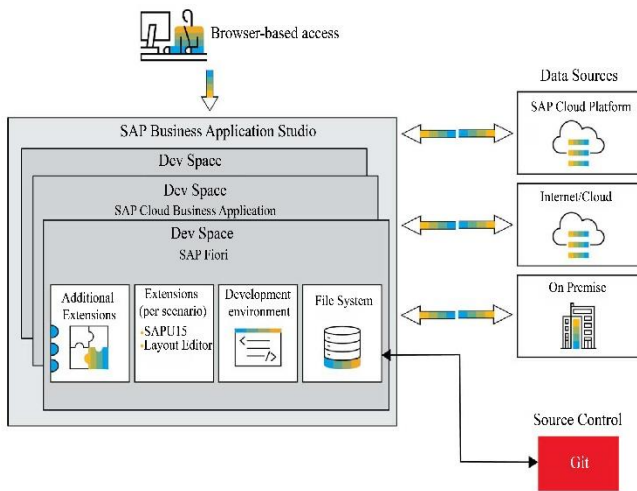 Browser-based access
Data Sources
SAP Business Application Studio
SAP Cloud Platform
Dev Space
Dev Space
SAP Cloud Business Application
Internet/Cloud
Dev Space
SAP Fiori
On Premise
Additional
Extensions
Extensions
(per scenario)
SAPU15
Layout Editor
Development
environment
File System
Source Control
Git